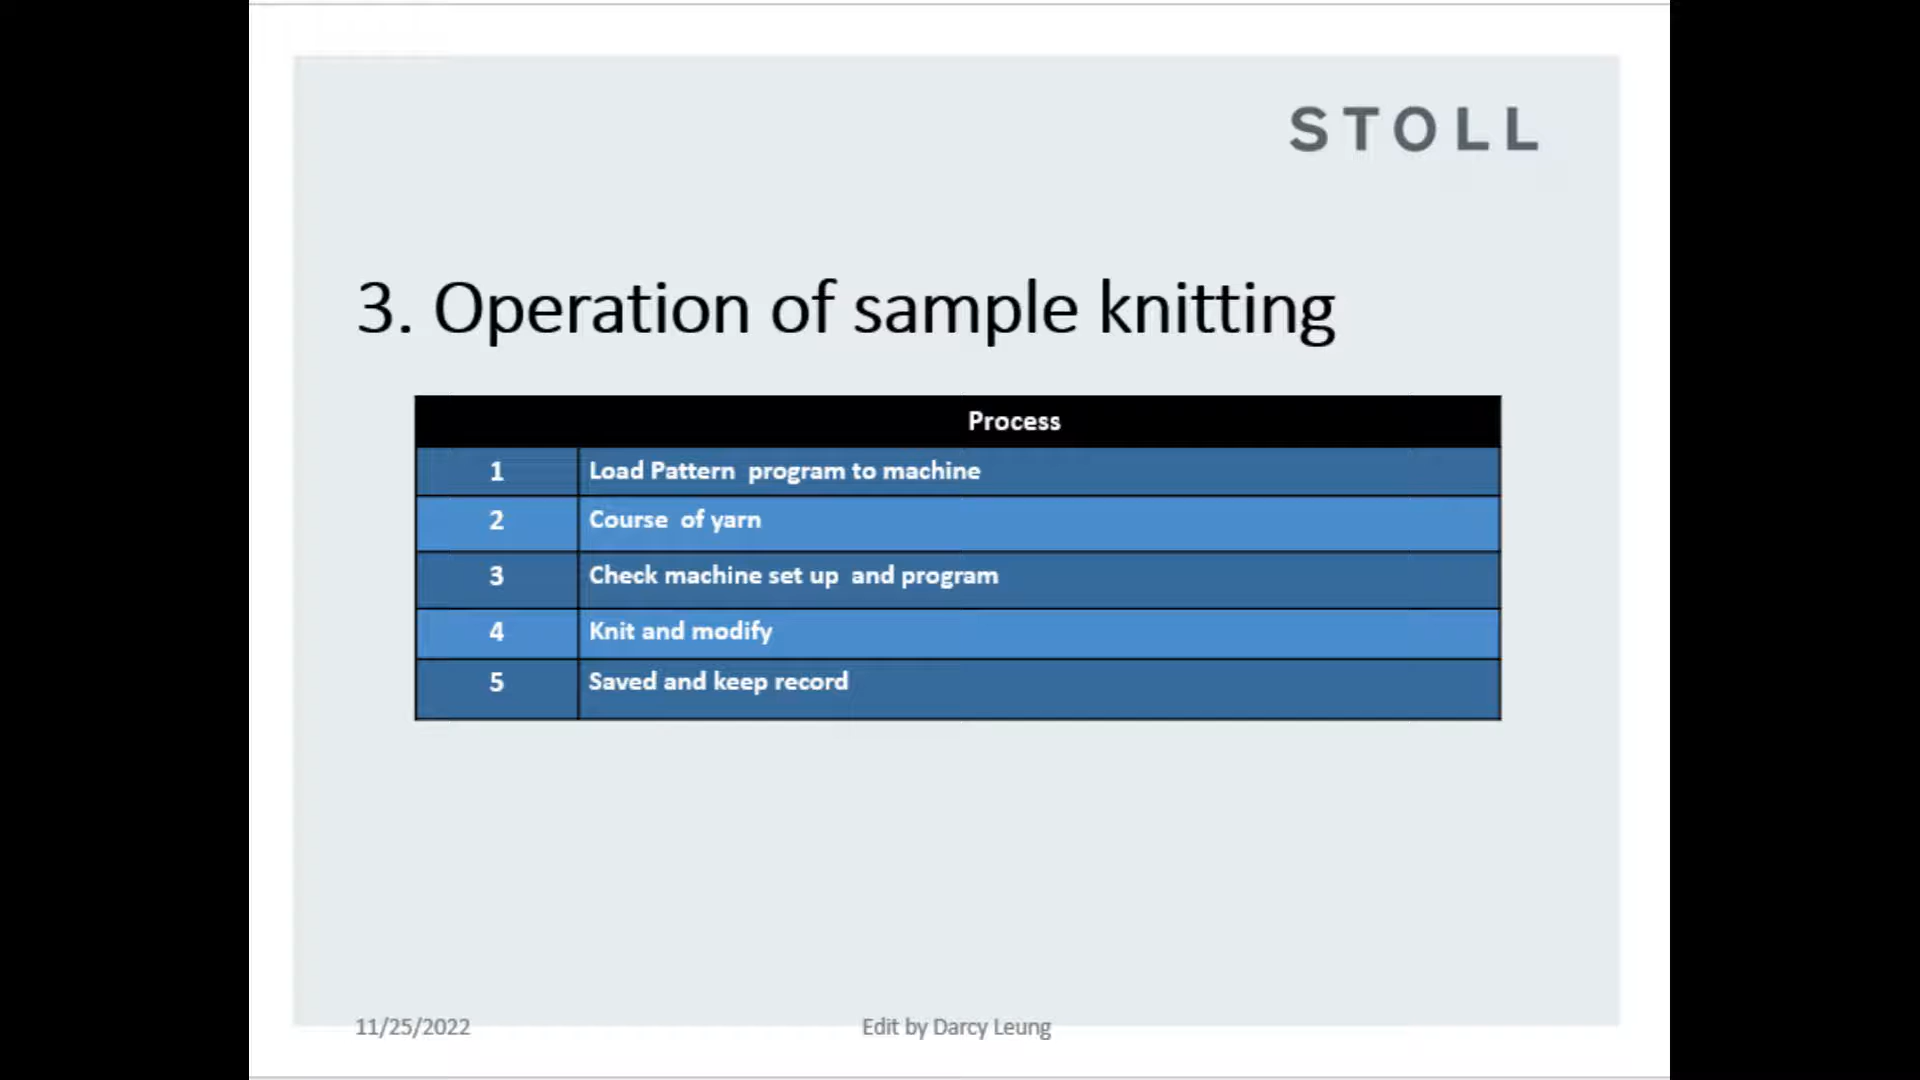 STOLL
3. Operation of sample knitting
Process
1 Load Pattern program to machine
2 Course of yarn
3 Check machine set up and program
4 Knit and modify
5 Saved and keep record
11/25/2022 Edit by Darcy Leung